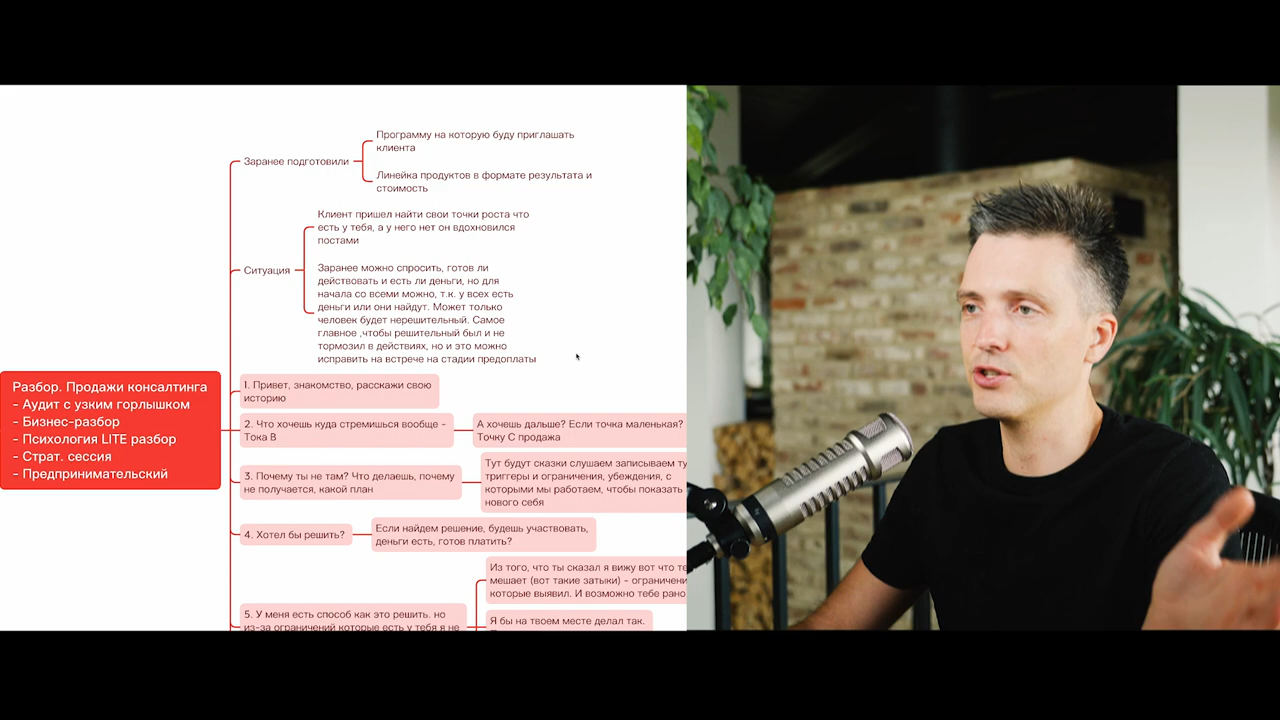 Программу на которую буду приглашать
клиента
Заранее подготовили
Линейка продуктов в формате результата и
стоимость
Клиент пришел найти свои точки роста что
есть у тебя, а у него нет он вдохновился
постами
Ситуация
Заранее можно спросить, готов ли
действовать и есть ли деньги, но для
начала со всеми можно, т.к. у всех есть
деньги или они найдут. Может только
человек будет нерешительный. Самое
главное ,чтобы решительный был и не
тормозил в действиях, но и это можно
исправить на встрече на стадии предоплаты
Разбор. Продажи консалтинга
- Аудит с узким горлышком
- Бизнес-разбор
- Психология LITE разбор
- Страт. сессия
- Предпринимательский
1. Привет, знакомство, расскажи свою
историю
2. Что хочешь куда стремишься вообще -
Тока В
А хочешь дальше? Если точка маленькая?
Точку С продажа
3. Почему ты не там? Что делаешь, почему
не получается, какой план
Тут будут сказки слушаем записываем ту
триггеры и ограничения, убеждения, с
которыми мы работаем, чтобы показать
нового себя
4. Хотел бы решить?
Если найдем решение, будешь участвовать,
деньги есть, готов платить?
Из того, что ты сказал я вижу вот что те
мешает (вот такие затыки) - ограничени
которые выявил. И возможно тебе рано
5. У меня есть способ как это решить. но
из-за ограничений которые есть у тебя я не
Я бы на твоем месте делал так.